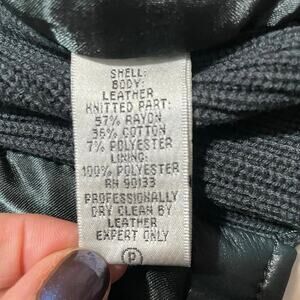 SHELL:
BODY:
LEATHER
KNITTED PART:
57% RAYON
36% COTTON
7% POLYESTER
LINING:
100% POLYESTER
RN 90133
PROFESSIONALLY
DRY CLEAN BY
LEATHER
EXPERT ONLY
P